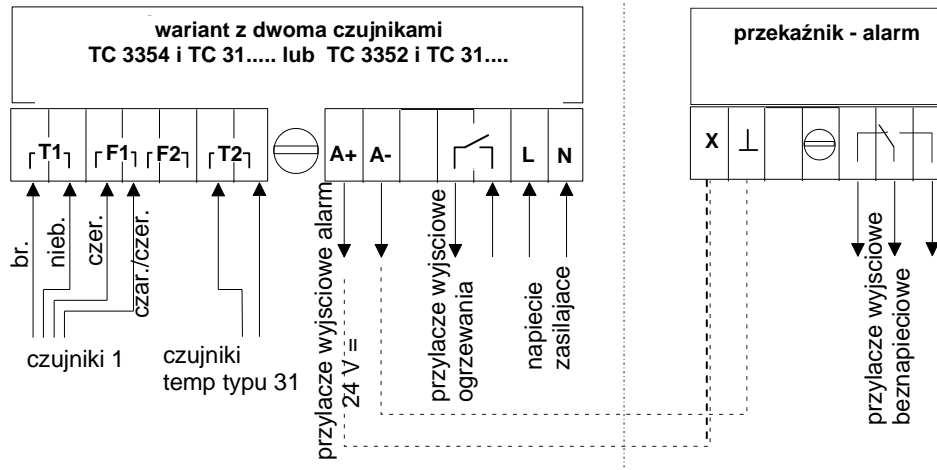 wariant z dwoma czujnikami
TC 3354 i TC 31..... lub TC 3352 i TC 31....
przekaźnik - alarm
T1 F1 F2 T2 A+ A- L N
X ⊥
br.
nieb.
czer.
czar./czer.
czujniki 1
czujniki
temp typu 31
przylacze wyjsciowe alarm
24 V =
przylacze wyjsciowe
ogrzewania
napiecie
zasilajace
przylacze wyjsciowe
beznapieciowe